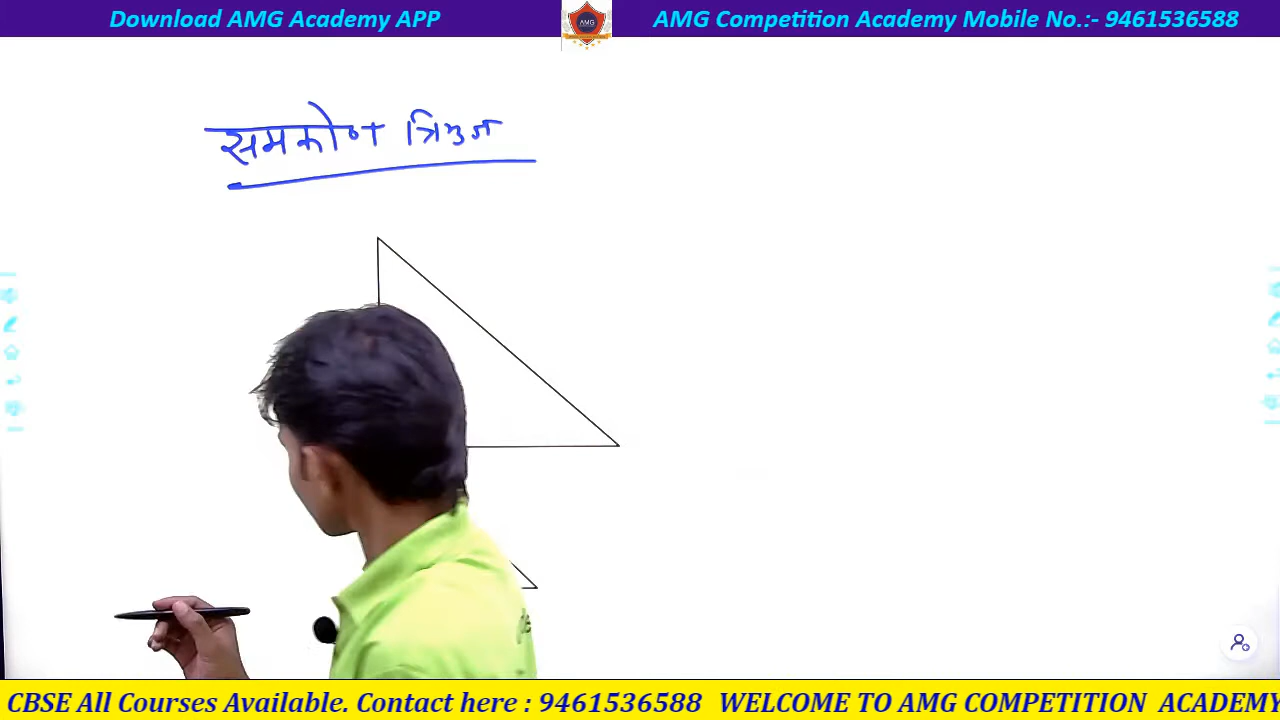 Download AMG Academy APP
AMG
AMG Competition Academy Mobile No.:- 9461536588
समकोण त्रिभुज
CBSE All Courses Available. Contact here : 9461536588 WELCOME TO AMG COMPETITION ACADEMY